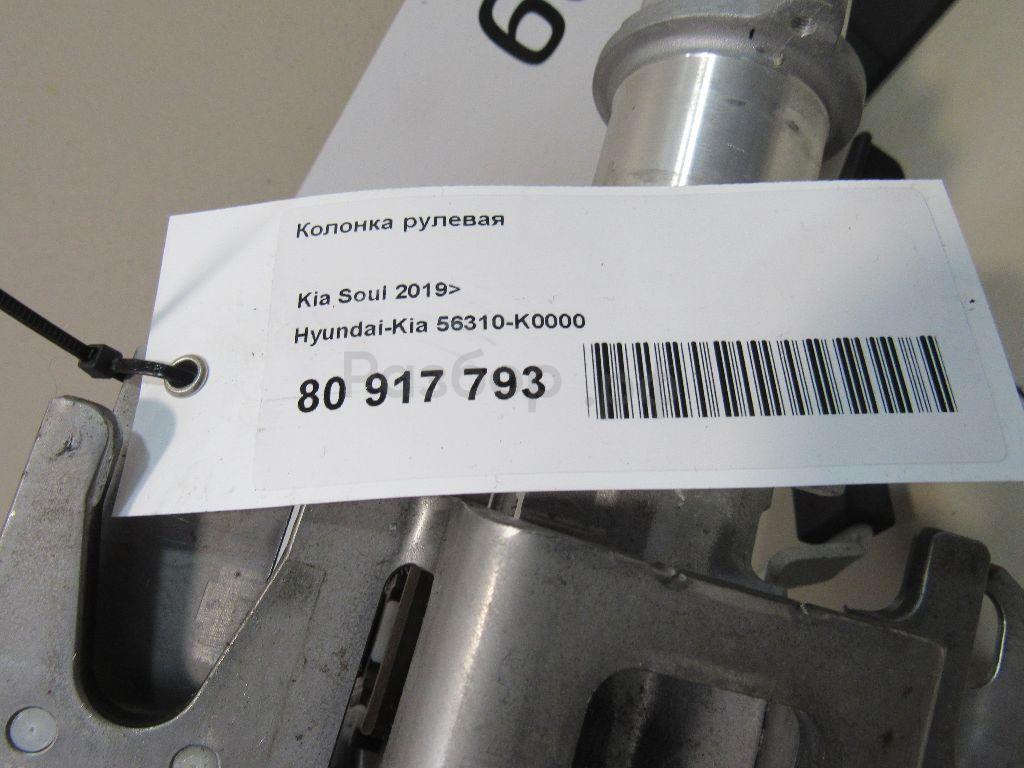 Колонка рулевая
Kia Soul 2019>
Hyundai-Kia 56310-K0000
80 917 793